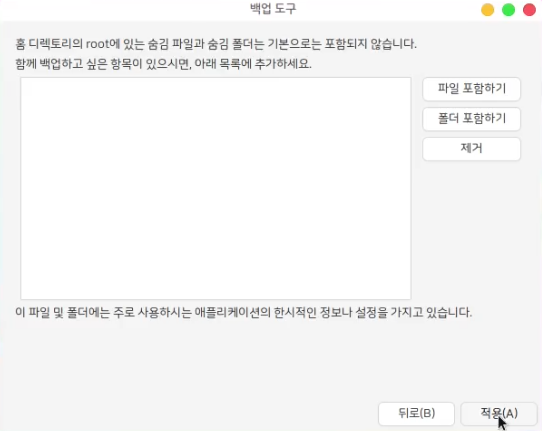 백업 도구
홈 디렉토리의 root에 있는 숨김 파일과 숨김 폴더는 기본으로는 포함되지 않습니다.
함께 백업하고 싶은 항목이 있으시면, 아래 목록에 추가하세요.
파일 포함하기
폴더 포함하기
제거
이 파일 및 폴더에는 주로 사용하시는 애플리케이션의 한시적인 정보나 설정을 가지고 있습니다.
뒤로(B)
적용(A)